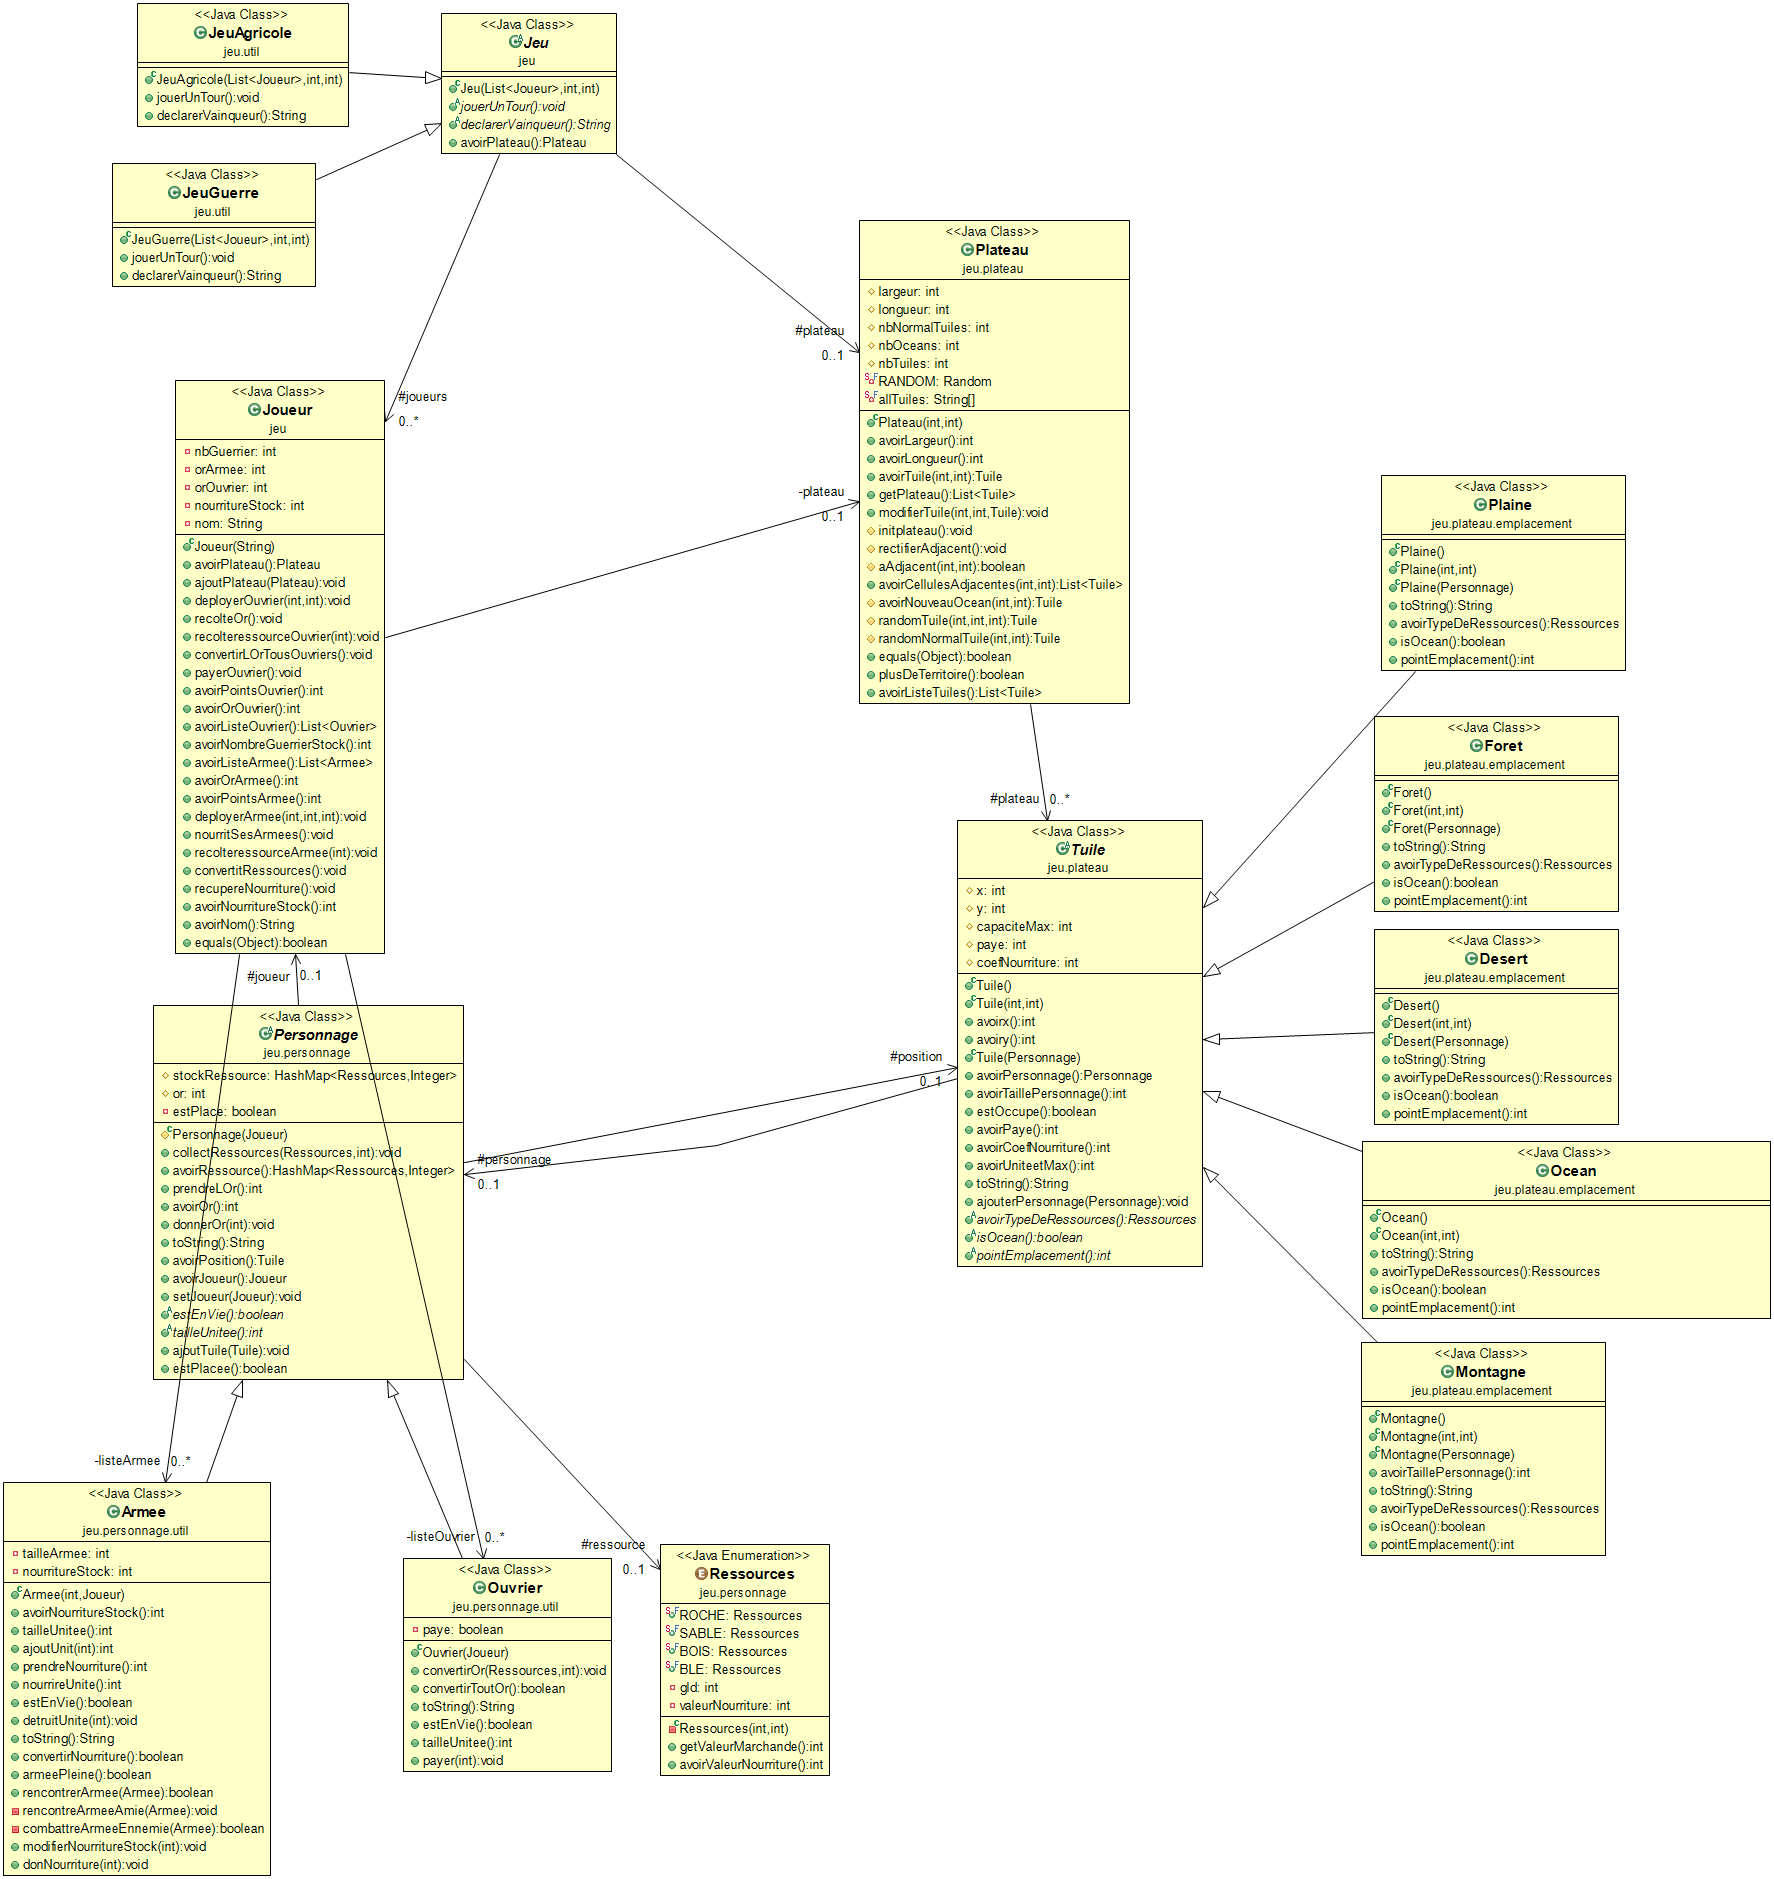 <<Java Class>>
JeuAgricole
jeu.util
JeuAgricole(List<Joueur>,int,int)
jouerUnTour():void
declarerVainqueur():String
<<Java Class>>
Jeu
jeu
Jeu(List<Joueur>,int,int)
jouerUnTour():void
declarerVainqueur():String
avoirPlateau():Plateau
<<Java Class>>
JeuGuerre
jeu.util
JeuGuerre(List<Joueur>,int,int)
jouerUnTour():void
declarerVainqueur():String
<<Java Class>>
Plateau
jeu.plateau
largeur: int
longueur: int
nbNormalTuiles: int
nbOceans: int
nbTuiles: int
RANDOM: Random
allTuiles: String[]
Plateau(int,int)
avoirLargeur():int
avoirLongueur():int
avoirTuile(int,int):Tuile
getPlateau():List<Tuile>
modifierTuile(int,int,Tuile):void
initplateau():void
rectifierAdjacent():void
aAdjacent(int,int):boolean
avoirCellulesAdjacentes(int,int):List<Tuile>
avoirNouveauOcean(int,int):Tuile
randomTuile(int,int,int):Tuile
randomNormalTuile(int,int):Tuile
equals(Object):boolean
plusDeTerritoire():boolean
avoirListeTuiles():List<Tuile>
#plateau
0..1
#joueurs
0..*
-plateau
0..1
<<Java Class>>
Joueur
jeu
nbGuerrier: int
orArmee: int
orOuvrier: int
nourritureStock: int
nom: String
Joueur(String)
avoirPlateau():Plateau
ajoutPlateau(Plateau):void
deployerOuvrier(int,int):void
recolteOr():void
recolteressourceOuvrier(int):void
convertirLOrTousOuvriers():void
payerOuvrier():void
avoirPointsOuvrier():int
avoirOrOuvrier():int
avoirListeOuvrier():List<Ouvrier>
avoirNombreGuerrierStock():int
avoirListeArmee():List<Armee>
avoirOrArmee():int
avoirPointsArmee():int
deployerArmee(int,int,int):void
nourritSesArmees():void
recolteressourceArmee(int):void
convertitRessources():void
recupereNourriture():void
avoirNourritureStock():int
avoirNom():String
equals(Object):boolean
<<Java Class>>
Plaine
jeu.plateau.emplacement
Plaine()
Plaine(int,int)
Plaine(Personnage)
toString():String
avoirTypeDeRessources():Ressources
isOcean():boolean
pointEmplacement():int
<<Java Class>>
Foret
jeu.plateau.emplacement
Foret()
Foret(int,int)
Foret(Personnage)
toString():String
avoirTypeDeRessources():Ressources
isOcean():boolean
pointEmplacement():int
#plateau
0..*
<<Java Class>>
Tuile
jeu.plateau
x: int
y: int
capaciteMax: int
paye: int
coefNourriture: int
Tuile()
Tuile(int,int)
avoirx():int
avoiry():int
Tuile(Personnage)
avoirPersonnage():Personnage
avoirTaillePersonnage():int
estOccupe():boolean
avoirPaye():int
avoirCoefNourriture():int
avoirUniteetMax():int
toString():String
ajouterPersonnage(Personnage):void
avoirTypeDeRessources():Ressources
isOcean():boolean
pointEmplacement():int
<<Java Class>>
Desert
jeu.plateau.emplacement
Desert()
Desert(int,int)
Desert(Personnage)
toString():String
avoirTypeDeRessources():Ressources
isOcean():boolean
pointEmplacement():int
#joueur
0..1
<<Java Class>>
Personnage
jeu.personnage
stockRessource: HashMap<Ressources,Integer>
or: int
estPlace: boolean
Personnage(Joueur)
collectRessources(Ressources,int):void
avoirRessource():HashMap<Ressources,Integer>
prendreLOr():int
avoirOr():int
donnerOr(int):void
toString():String
avoirPosition():Tuile
avoirJoueur():Joueur
setJoueur(Joueur):void
estEnVie():boolean
tailleUnitee():int
ajoutTuile(Tuile):void
estPlacee():boolean
#position
0..1
#personnage
0..1
<<Java Class>>
Ocean
jeu.plateau.emplacement
Ocean()
Ocean(int,int)
toString():String
avoirTypeDeRessources():Ressources
isOcean():boolean
pointEmplacement():int
<<Java Class>>
Montagne
jeu.plateau.emplacement
Montagne()
Montagne(int,int)
Montagne(Personnage)
avoirTaillePersonnage():int
toString():String
avoirTypeDeRessources():Ressources
isOcean():boolean
pointEmplacement():int
-listeArmee
0..*
<<Java Class>>
Armee
jeu.personnage.util
tailleArmee: int
nourritureStock: int
Armee(int,Joueur)
avoirNourritureStock():int
tailleUnitee():int
ajoutUnit(int):int
prendreNourriture():int
nourrireUnite():int
estEnVie():boolean
detruitUnite(int):void
toString():String
convertirNourriture():boolean
armeePleine():boolean
rencontrerArmee(Armee):boolean
rencontreArmeeAmie(Armee):void
combattreArmeeEnnemie(Armee):boolean
modifierNourritureStock(int):void
donNourriture(int):void
-listeOuvrier
0..*
<<Java Class>>
Ouvrier
jeu.personnage.util
paye: boolean
Ouvrier(Joueur)
convertirOr(Ressources,int):void
convertirToutOr():boolean
toString():String
estEnVie():boolean
tailleUnitee():int
payer(int):void
#ressource
0..1
<<Java Enumeration>>
Ressources
jeu.personnage
ROCHE: Ressources
SABLE: Ressources
BOIS: Ressources
BLE: Ressources
gld: int
valeurNourriture: int
Ressources(int,int)
getValeurMarchande():int
avoirValeurNourriture():int